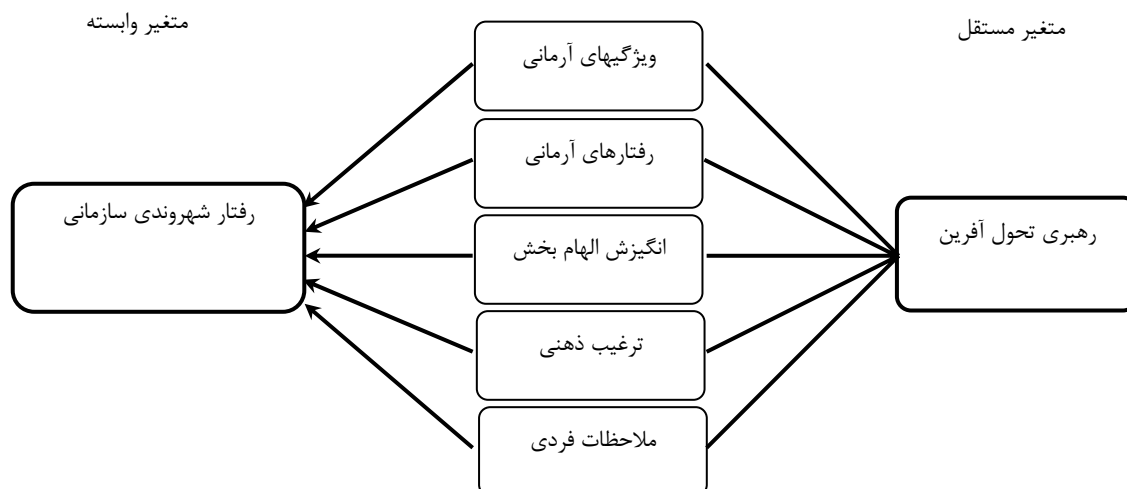 متغیر مستقل
متغیر وابسته
ویژگیهای آرمانی
رفتارهای آرمانی
رهبری تحول آفرین
انگیزش الهام بخش
رفتار شهروندی سازمانی
ترغیب ذهنی
ملاحظات فردی